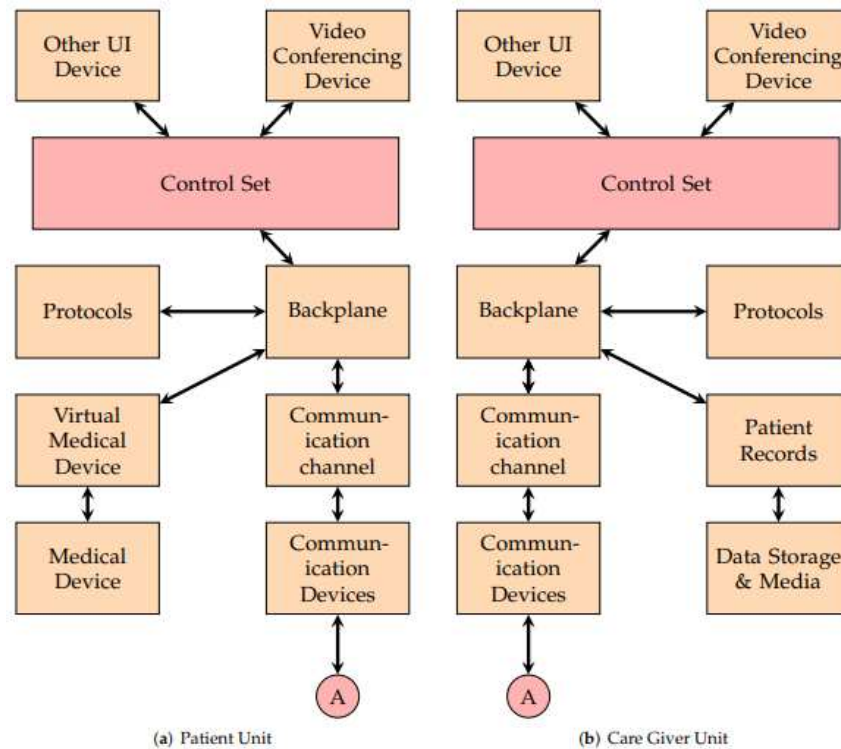 Other UI
Device
Video
Conferencing
Device
Other UI
Device
Video
Conferencing
Device
Control Set
Control Set
Protocols
Backplane
Backplane
Protocols
Virtual
Medical
Device
Commun-
ication
channel
Commun-
ication
channel
Patient
Records
Medical
Device
Commun-
ication
Devices
Commun-
ication
Devices
Data Storage
& Media
A
A
(a) Patient Unit
(b) Care Giver Unit